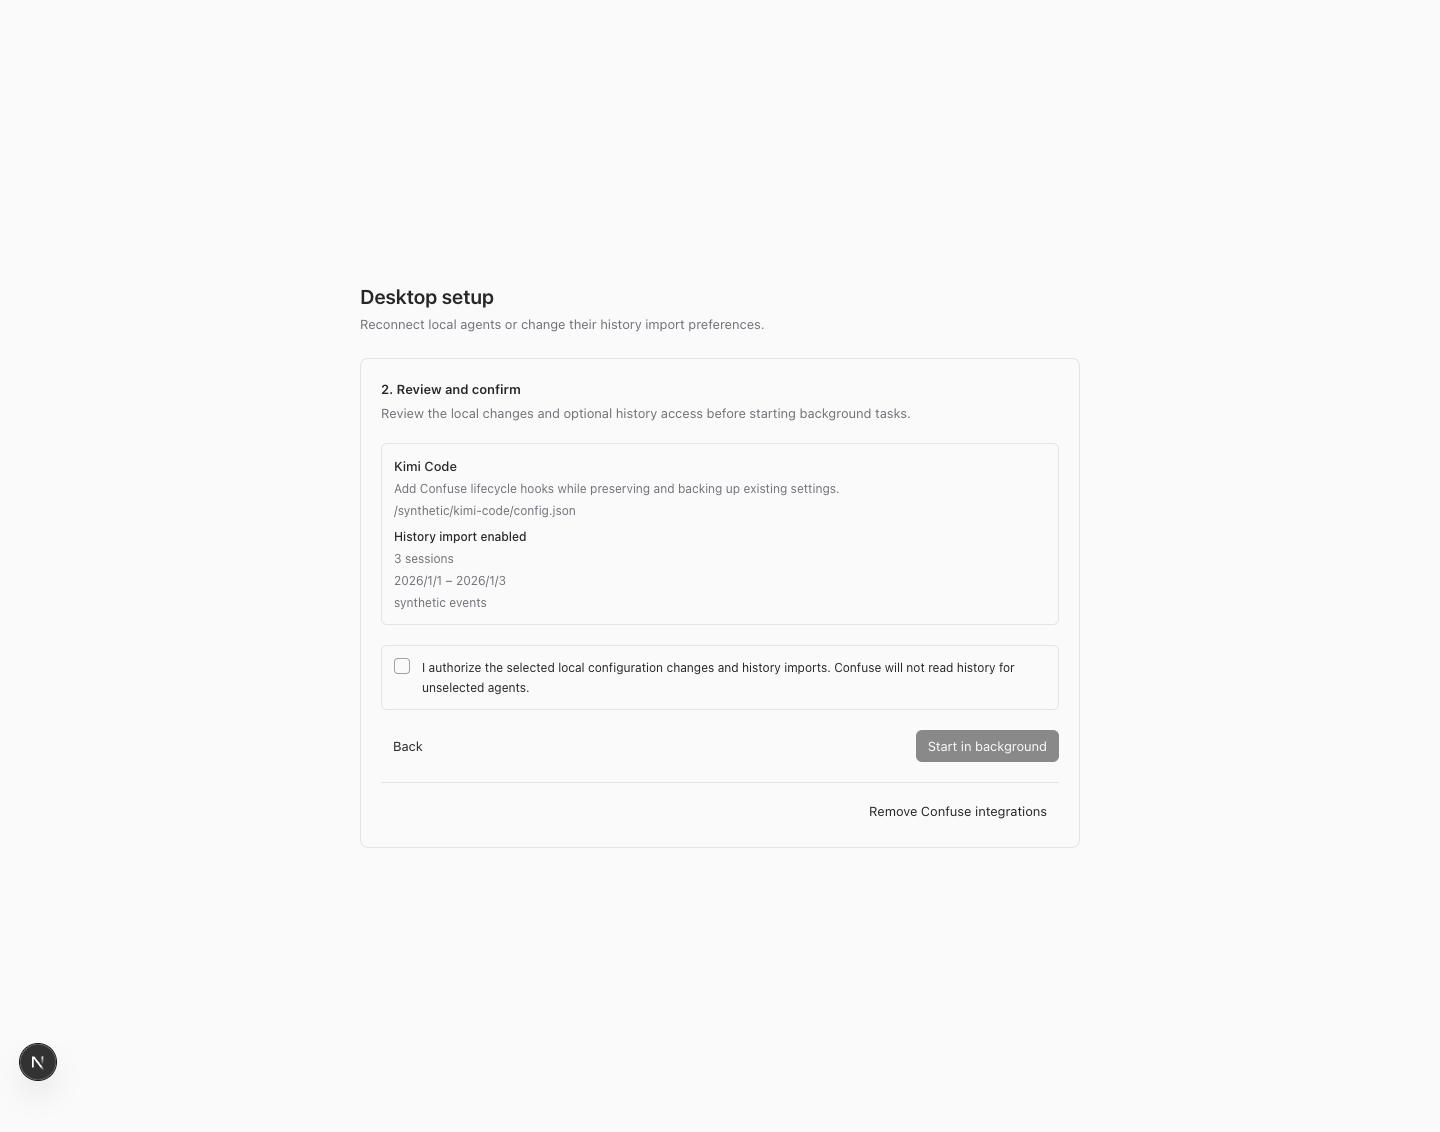 Desktop setup
Reconnect local agents or change their history import preferences.
2. Review and confirm
Review the local changes and optional history access before starting background tasks.
Kimi Code
Add Confuse lifecycle hooks while preserving and backing up existing settings.
/synthetic/kimi-code/config.json
History import enabled
3 sessions
2026/1/1 – 2026/1/3
synthetic events
I authorize the selected local configuration changes and history imports. Confuse will not read history for
unselected agents.
Back
Start in background
Remove Confuse integrations
N